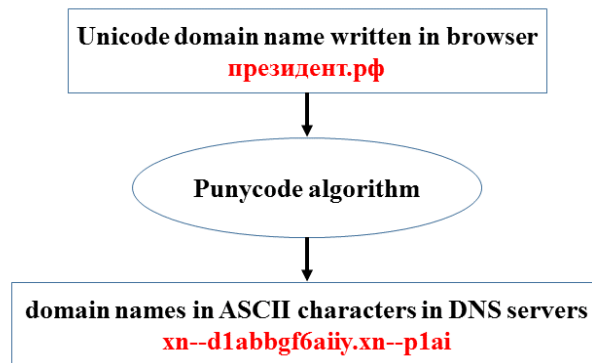 Unicode domain name written in browser
президент.рф
Punycode algorithm
domain names in ASCII characters in DNS servers
xn--d1abbgf6aiiy.xn--p1ai